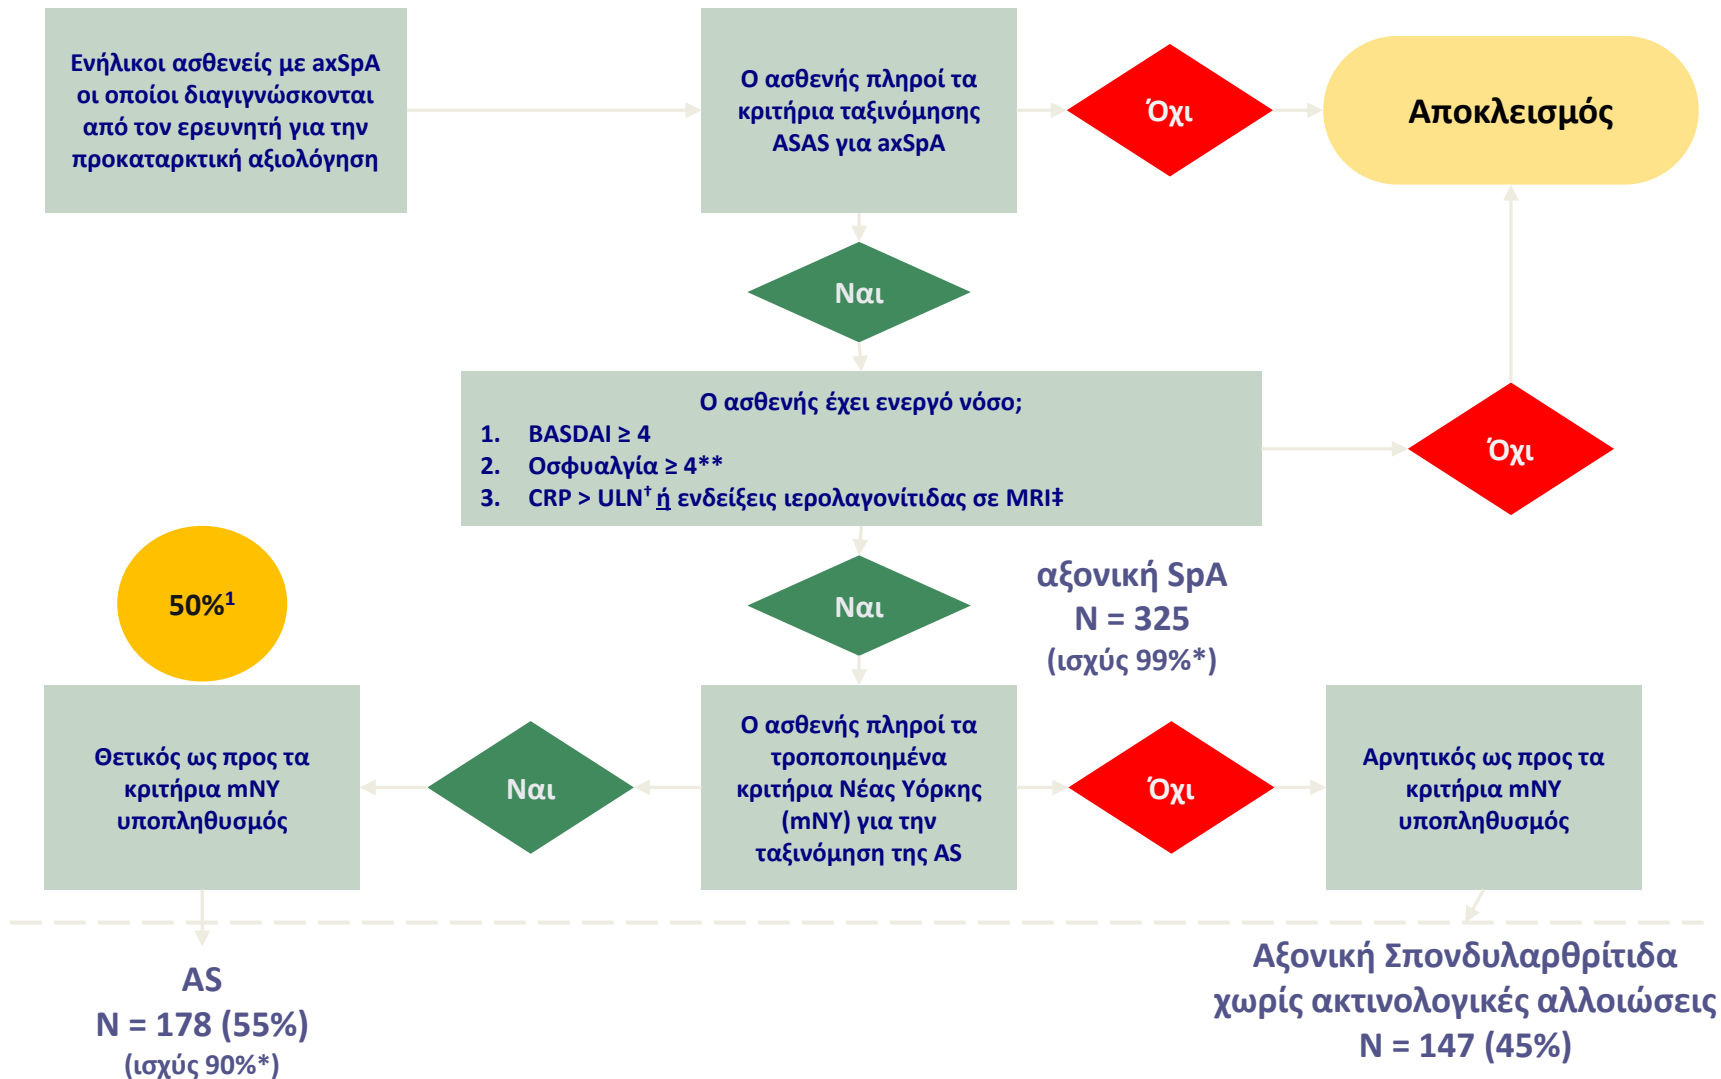 Ενήλικοι ασθενείς με axSpA
οι οποίοι διαγιγνώσκονται
από τον ερευνητή για την
προκαταρκτική αξιολόγηση
Ο ασθενής πληροί τα
κριτήρια ταξινόμησης
ASAS για axSpA
Όχι
Αποκλεισμός
Ναι
Ο ασθενής έχει ενεργό νόσο;
1. BASDAI ≥ 4
2. Οσφυαλγία ≥ 4**
3. CRP > ULN† ή ενδείξεις ιερολαγονίτιδας σε MRI‡
Όχι
50%¹
Ναι
αξονική SpA
N = 325
(ισχύς 99%*)
Θετικός ως προς τα
κριτήρια mNY
υποπληθυσμός
Ναι
Ο ασθενής πληροί τα
τροποποιημένα
κριτήρια Νέας Υόρκης
(mNY) για την
ταξινόμηση της AS
Όχι
Αρνητικός ως προς τα
κριτήρια mNY
υποπληθυσμός
AS
N = 178 (55%)
(ισχύς 90%*)
Αξονική Σπονδυλαρθρίτιδα
χωρίς ακτινολογικές αλλοιώσεις
N = 147 (45%)